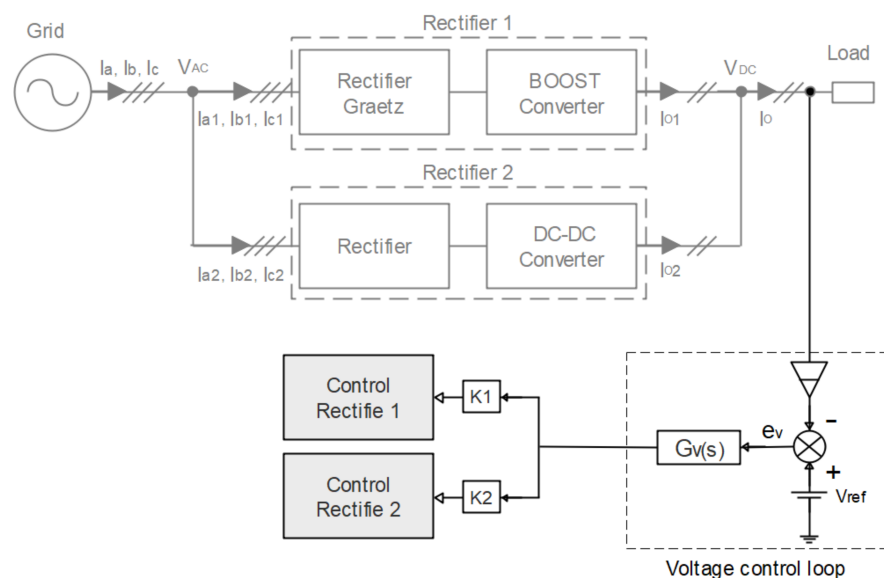 Rectifier 1
Grid
Ia, Ib, Ic
VAC
Ia1, Ib1, Ic1
Rectifier
Graetz
BOOST
Converter
IO1
VDC
IO
Load
Rectifier 2
Ia2, Ib2, Ic2
Rectifier
DC-DC
Converter
IO2
Control
Rectifie 1
K1
Control
Rectifie 2
K2
Gv(s)
ev
-
+
Vref
Voltage control loop